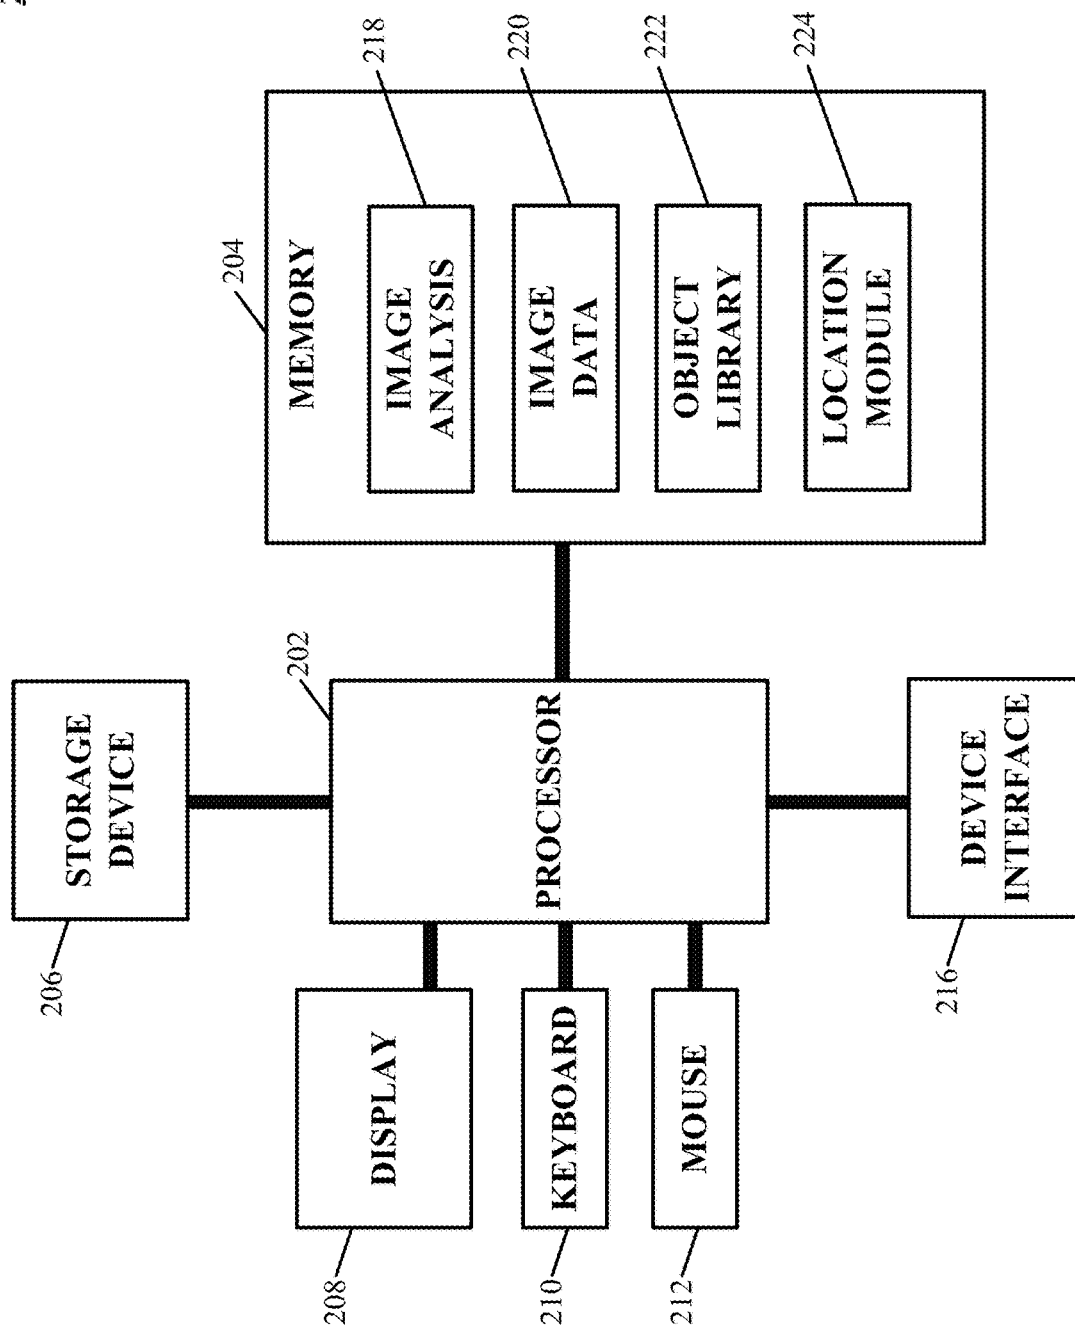 206
STORAGE
DEVICE
208
DISPLAY
210
KEYBOARD
212
MOUSE
202
PROCESSOR
216
DEVICE
INTERFACE
204
MEMORY
218
IMAGE
ANALYSIS
220
IMAGE
DATA
222
OBJECT
LIBRARY
224
LOCATION
MODULE